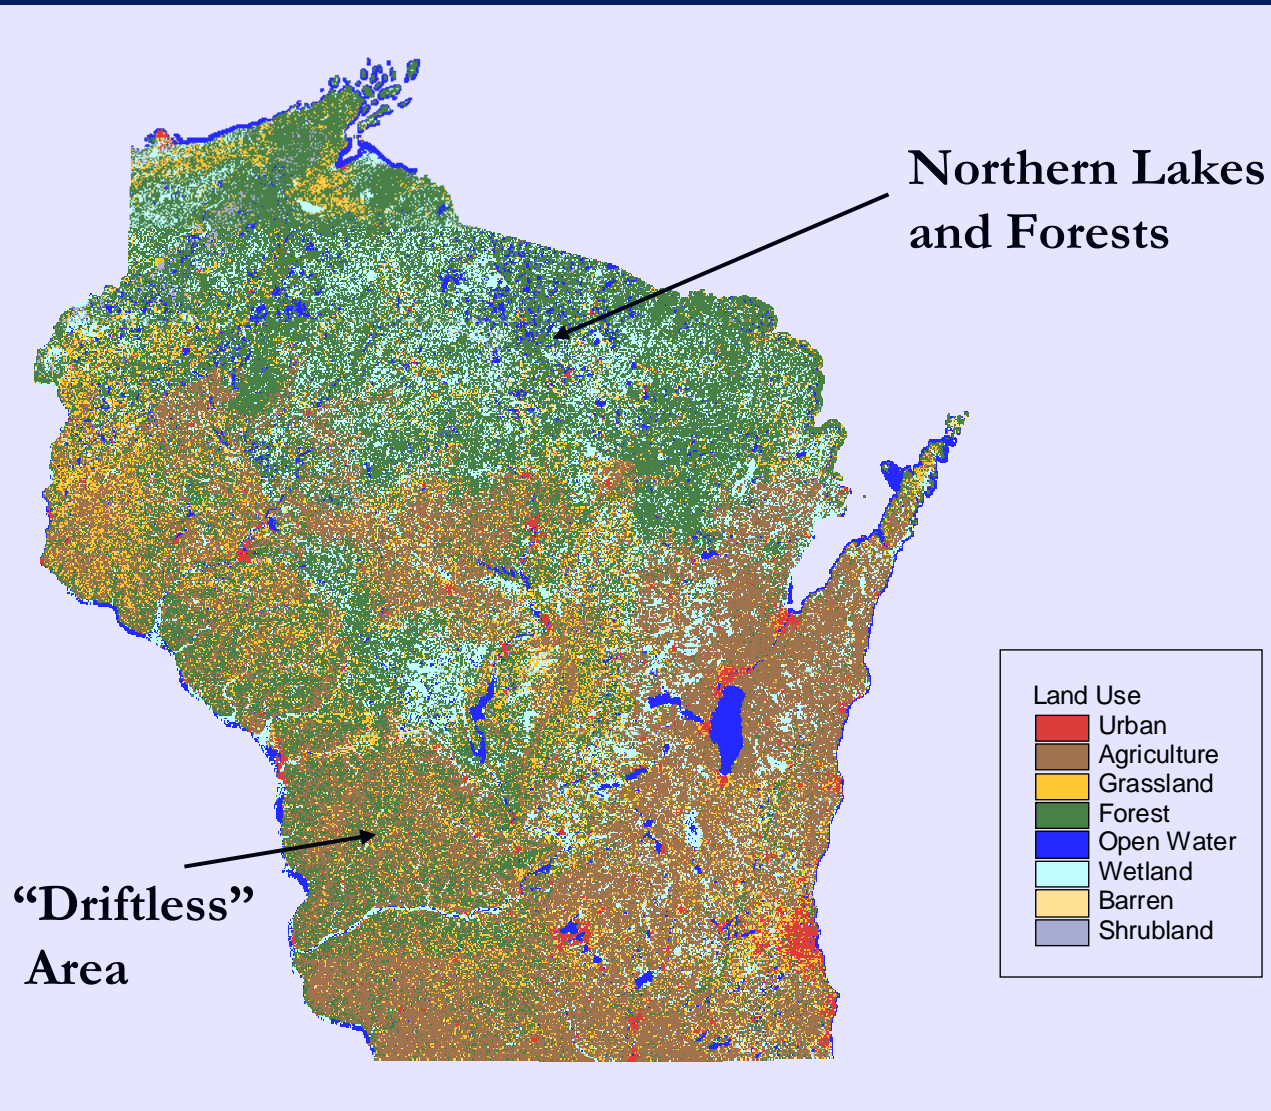 Northern Lakes
and Forests
“Driftless”
Area
Land Use
Urban
Agriculture
Grassland
Forest
Open Water
Wetland
Barren
Shrubland